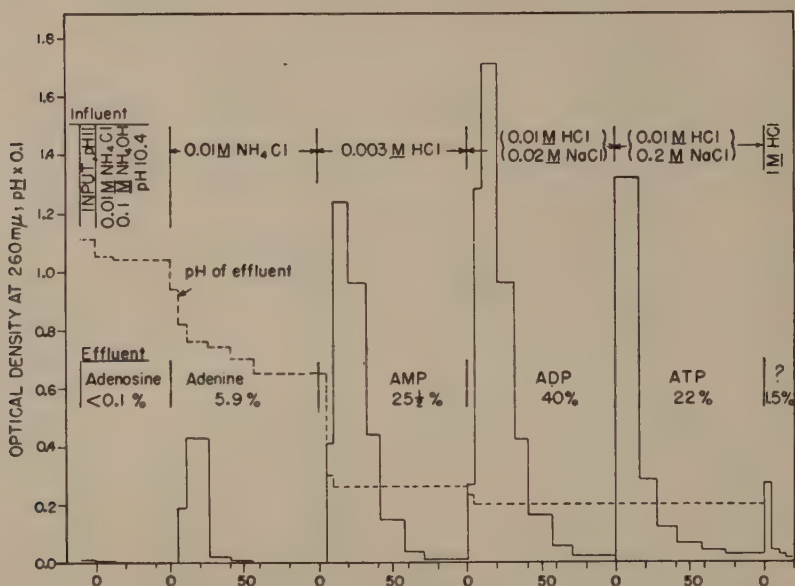 1.8
1.6
1.4
1.2
1.0
0.8
0.6
0.4
0.2
0.0
OPTICAL DENSITY AT 260 mμ; pH x 0.1
Influent
INPUT, pH 11
0.01M NH4Cl
0.1 M NH4OH
pH 10.4
0.01M NH4Cl
0.003 M HCl
(0.01 M HCl
(0.02 M NaCl)
(0.01 M HCl
(0.2 M NaCl)
1 M HCl
pH of effluent
Effluent
Adenosine
<0.1 %
Adenine
5.9 %
AMP
25½ %
ADP
40%
ATP
22 %
?
1.5%
0 0 50 0 50 0 50 0 50 0